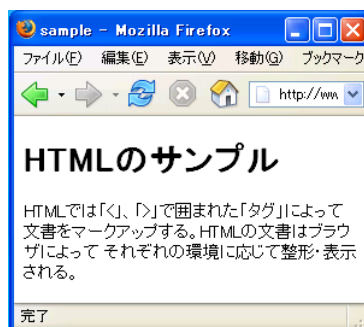 sample - Mozilla Firefox
ファイル(F) 編集(E) 表示(V) 移動(G) ブックマーク
http://ww
HTMLのサンプル
HTMLでは「<」、「>」で囲まれた「タグ」によって
文書をマークアップする。HTMLの文書はブラウ
ザによって それぞれの環境に応じて整形・表示
される。
完了